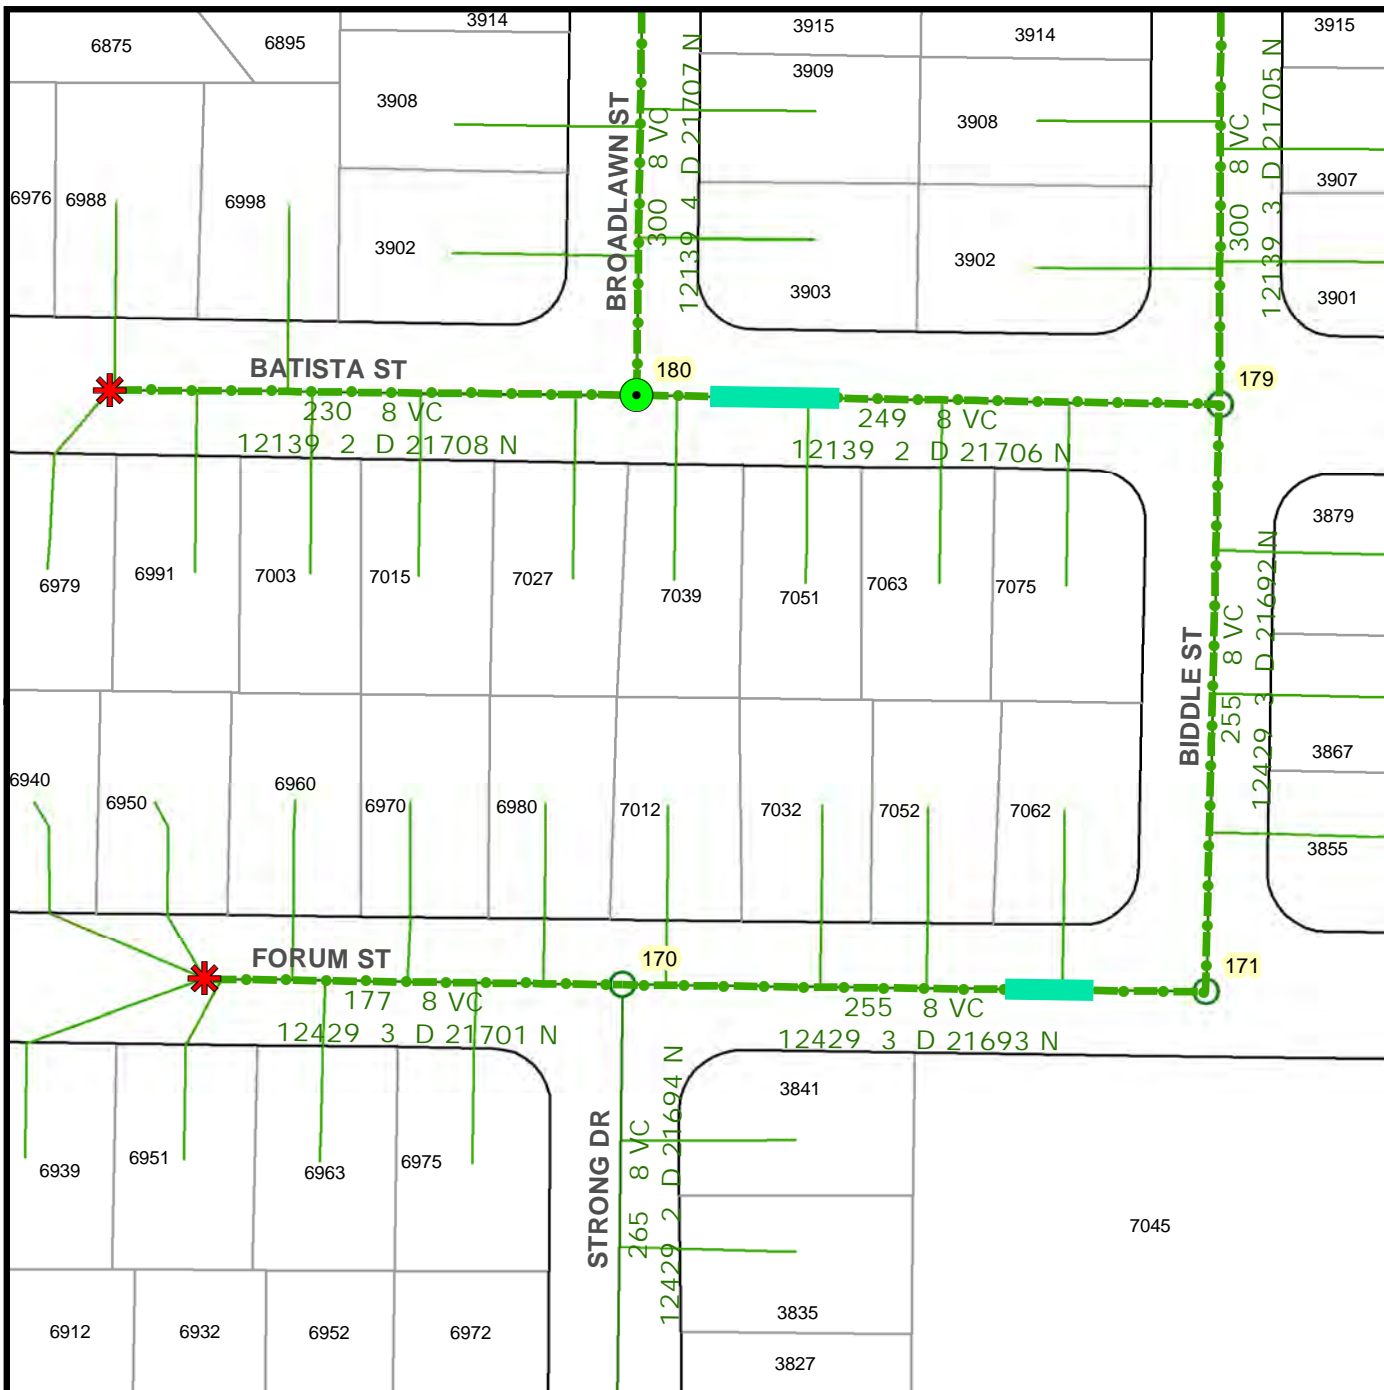 3914
3915
3914
3915
6875
6895
3909
3908
3908
BROADLAWN ST
300 8 VC
12139 4 D 21707 N
300 8 VC
12139 3 D 21705 N
3907
6976
6988
6998
3902
3902
3903
3901
BATISTA ST
180
179
230 8 VC
12139 2 D 21708 N
249 8 VC
12139 2 D 21706 N
3879
6979
6991
7003
7015
7027
7039
7051
7063
7075
BIDDLE ST
255 8 VC
12429 3 D 21692 N
3867
6940
6950
6960
6970
6980
7012
7032
7052
7062
3855
FORUM ST
170
171
177 8 VC
12429 3 D 21701 N
255 8 VC
12429 3 D 21693 N
STRONG DR
265 8 VC
12429 2 D 21694 N
3841
6939
6951
6963
6975
7045
3835
6912
6932
6952
6972
3827